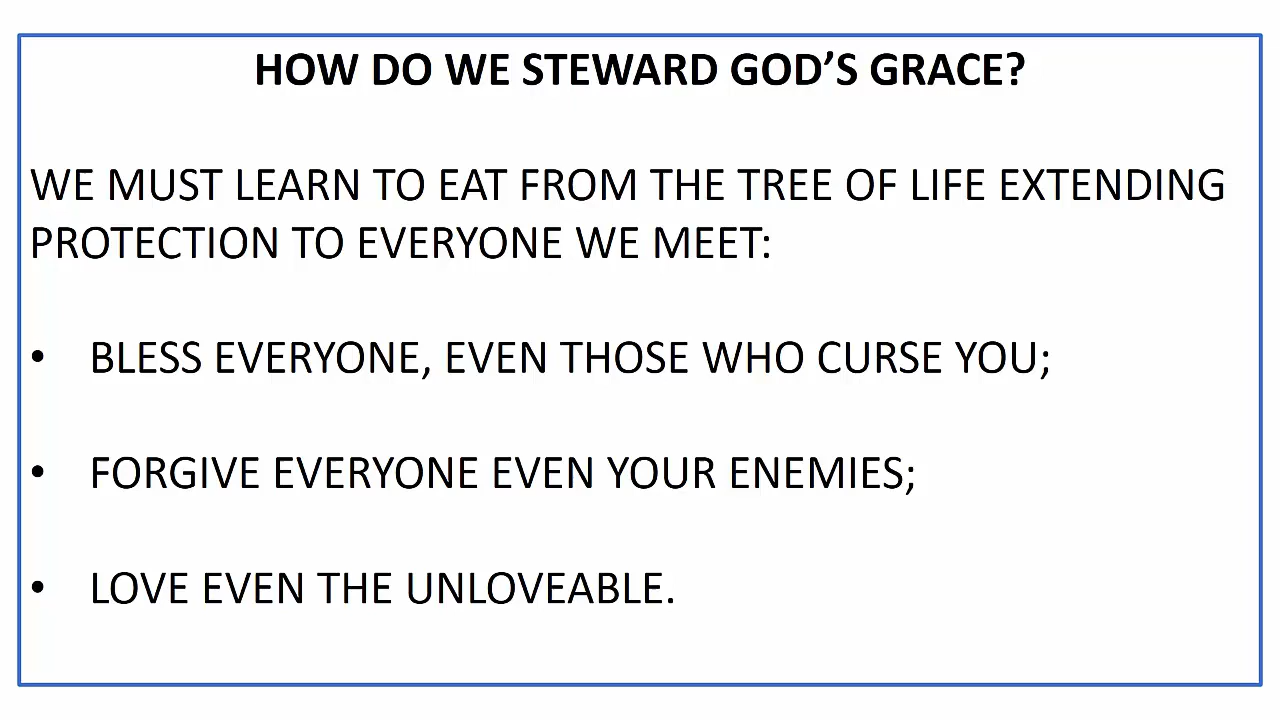 HOW DO WE STEWARD GOD’S GRACE?
WE MUST LEARN TO EAT FROM THE TREE OF LIFE EXTENDING
PROTECTION TO EVERYONE WE MEET:
• BLESS EVERYONE, EVEN THOSE WHO CURSE YOU;
• FORGIVE EVERYONE EVEN YOUR ENEMIES;
• LOVE EVEN THE UNLOVEABLE.